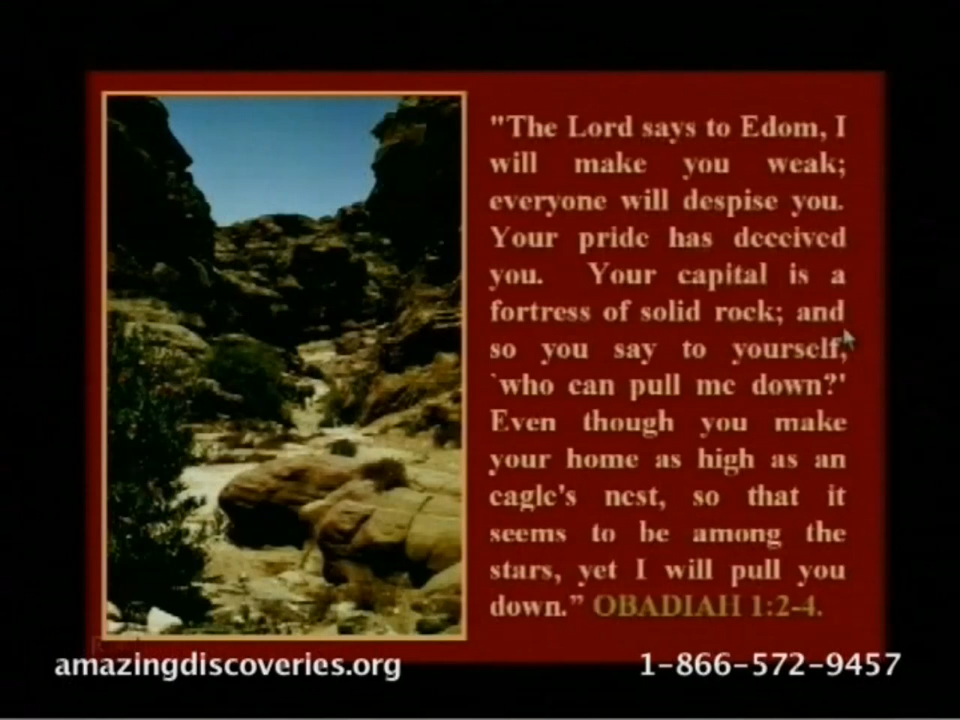 "The Lord says to Edom, I
will make you weak;
everyone will despise you.
Your pride has deceived
you. Your capital is a
fortress of solid rock; and
so you say to yourself,
`who can pull me down?'
Even though you make
your home as high as an
eagle's nest, so that it
seems to be among the
stars, yet I will pull you
down.” OBADIAH 1:2-4.
amazingdiscoveries.org
1-866-572-9457